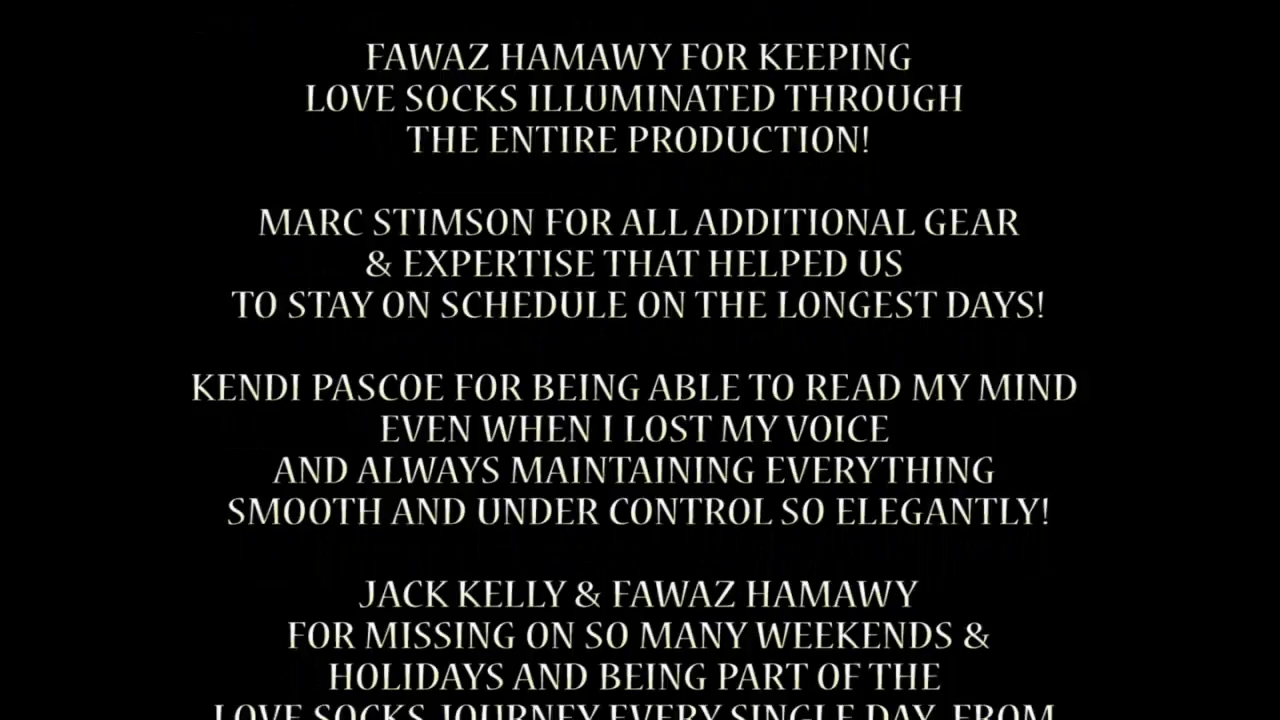 FAWAZ HAMAWY FOR KEEPING
LOVE SOCKS ILLUMINATED THROUGH
THE ENTIRE PRODUCTION!
MARC STIMSON FOR ALL ADDITIONAL GEAR
& EXPERTISE THAT HELPED US
TO STAY ON SCHEDULE ON THE LONGEST DAYS!
KENDI PASCOE FOR BEING ABLE TO READ MY MIND
EVEN WHEN I LOST MY VOICE
AND ALWAYS MAINTAINING EVERYTHING
SMOOTH AND UNDER CONTROL SO ELEGANTLY!
JACK KELLY & FAWAZ HAMAWY
FOR MISSING ON SO MANY WEEKENDS &
HOLIDAYS AND BEING PART OF THE
LOVE SOCKS JOURNEY EVERY SINGLE DAY, FROM